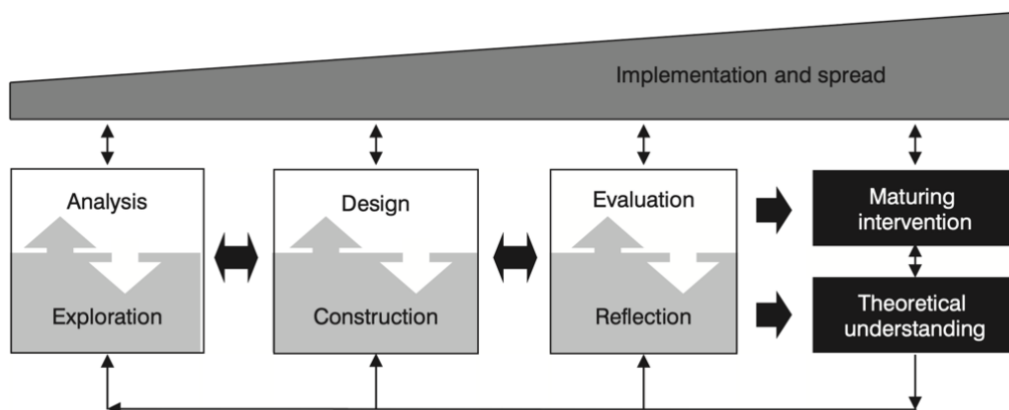 Implementation and spread
Analysis
Exploration
Design
Construction
Evaluation
Reflection
Maturing
intervention
Theoretical
understanding